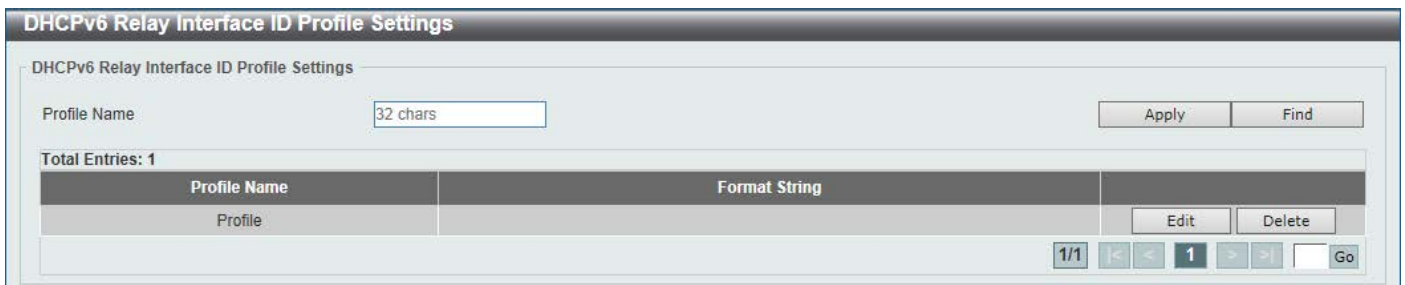 DHCPv6 Relay Interface ID Profile Settings
DHCPv6 Relay Interface ID Profile Settings
Profile Name 32 chars Apply Find
Total Entries: 1
Profile Name Format String
Profile Edit Delete
1/1 |< < 1 > >| Go